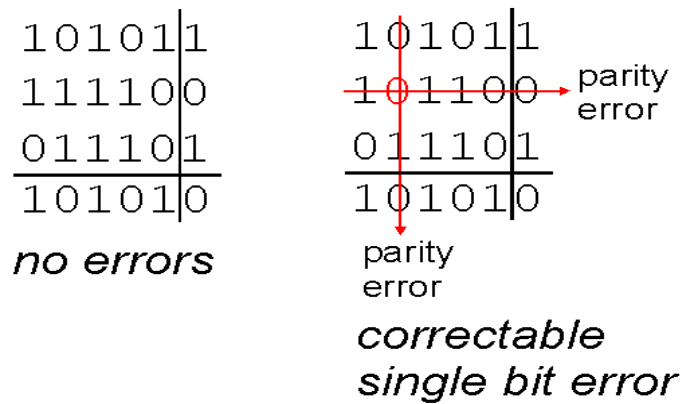 101011
111100
011101
101010
no errors
101011
101100
011101
101010
parity
error
parity
error
correctable
single bit error